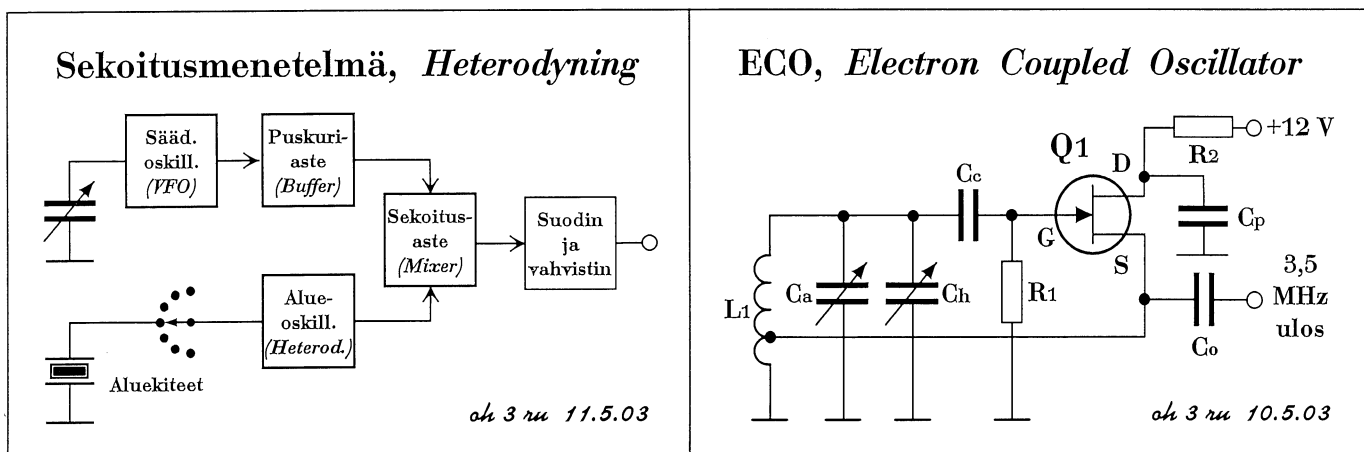 Sekoitusmenetelmä, Heterodyning
Sääd.
oskill.
(VFO)
Puskuri-
aste
(Buffer)
Sekoitus-
aste
(Mixer)
Suodin
ja
vahvistin
Alue-
oskill.
(Heterod.)
Aluekiteet
oh 3 ru 11.5.03
ECO, Electron Coupled Oscillator
+12 V
R2
Q1
D
Cc
Cp
G
S
3,5
MHz
ulos
L1
Ca
Ch
R1
Co
oh 3 ru 10.5.03